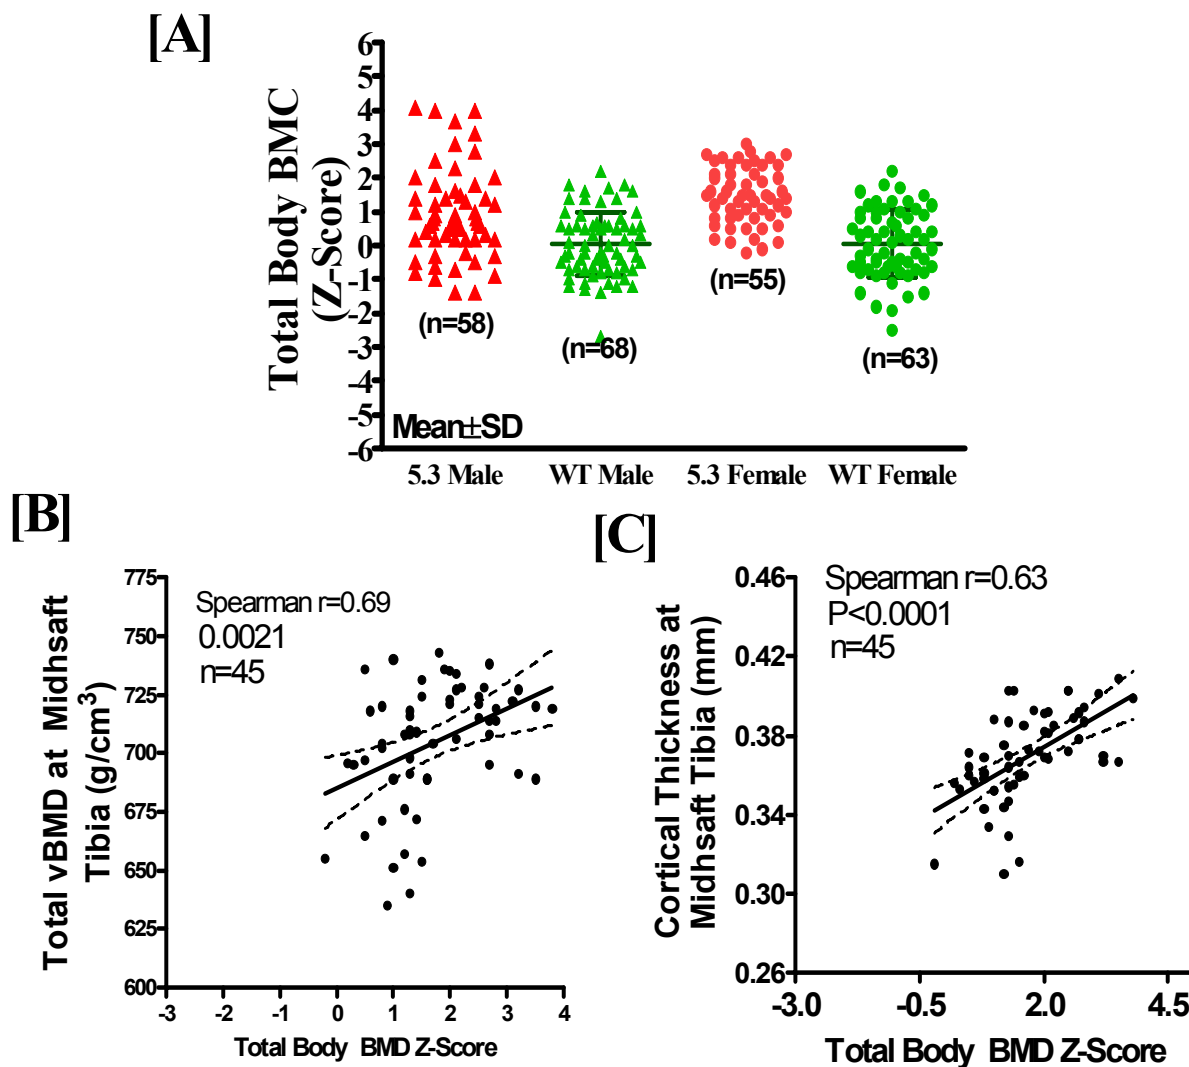 [A]
Total Body BMC
(Z-Score)
6
5
4
3
2
1
0
-1
-2
-3
-4
-5
-6
(n=58)
(n=68)
(n=55)
(n=63)
Mean±SD
5.3 Male WT Male 5.3 Female WT Female
[B]
Total vBMD at Midhsaft
Tibia (g/cm³)
775
750
725
700
675
650
625
600
Spearman r=0.69
0.0021
n=45
-3 -2 -1 0 1 2 3 4
Total Body BMD Z-Score
[C]
Cortical Thickness at
Midhsaft Tibia (mm)
0.46
0.42
0.38
0.34
0.30
0.26
Spearman r=0.63
P<0.0001
n=45
-3.0 -0.5 2.0 4.5
Total Body BMD Z-Score